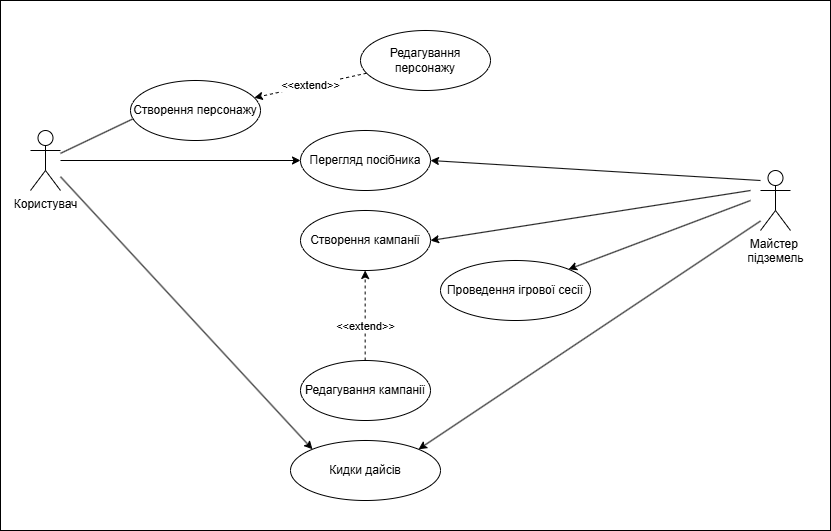 Редагування
персонажу
<<extend>>
Створення персонажу
Перегляд посібника
Користувач
Створення кампанії
Майстер
підземель
Проведення ігрової сесії
<<extend>>
Редагування кампанії
Кидки дайсів